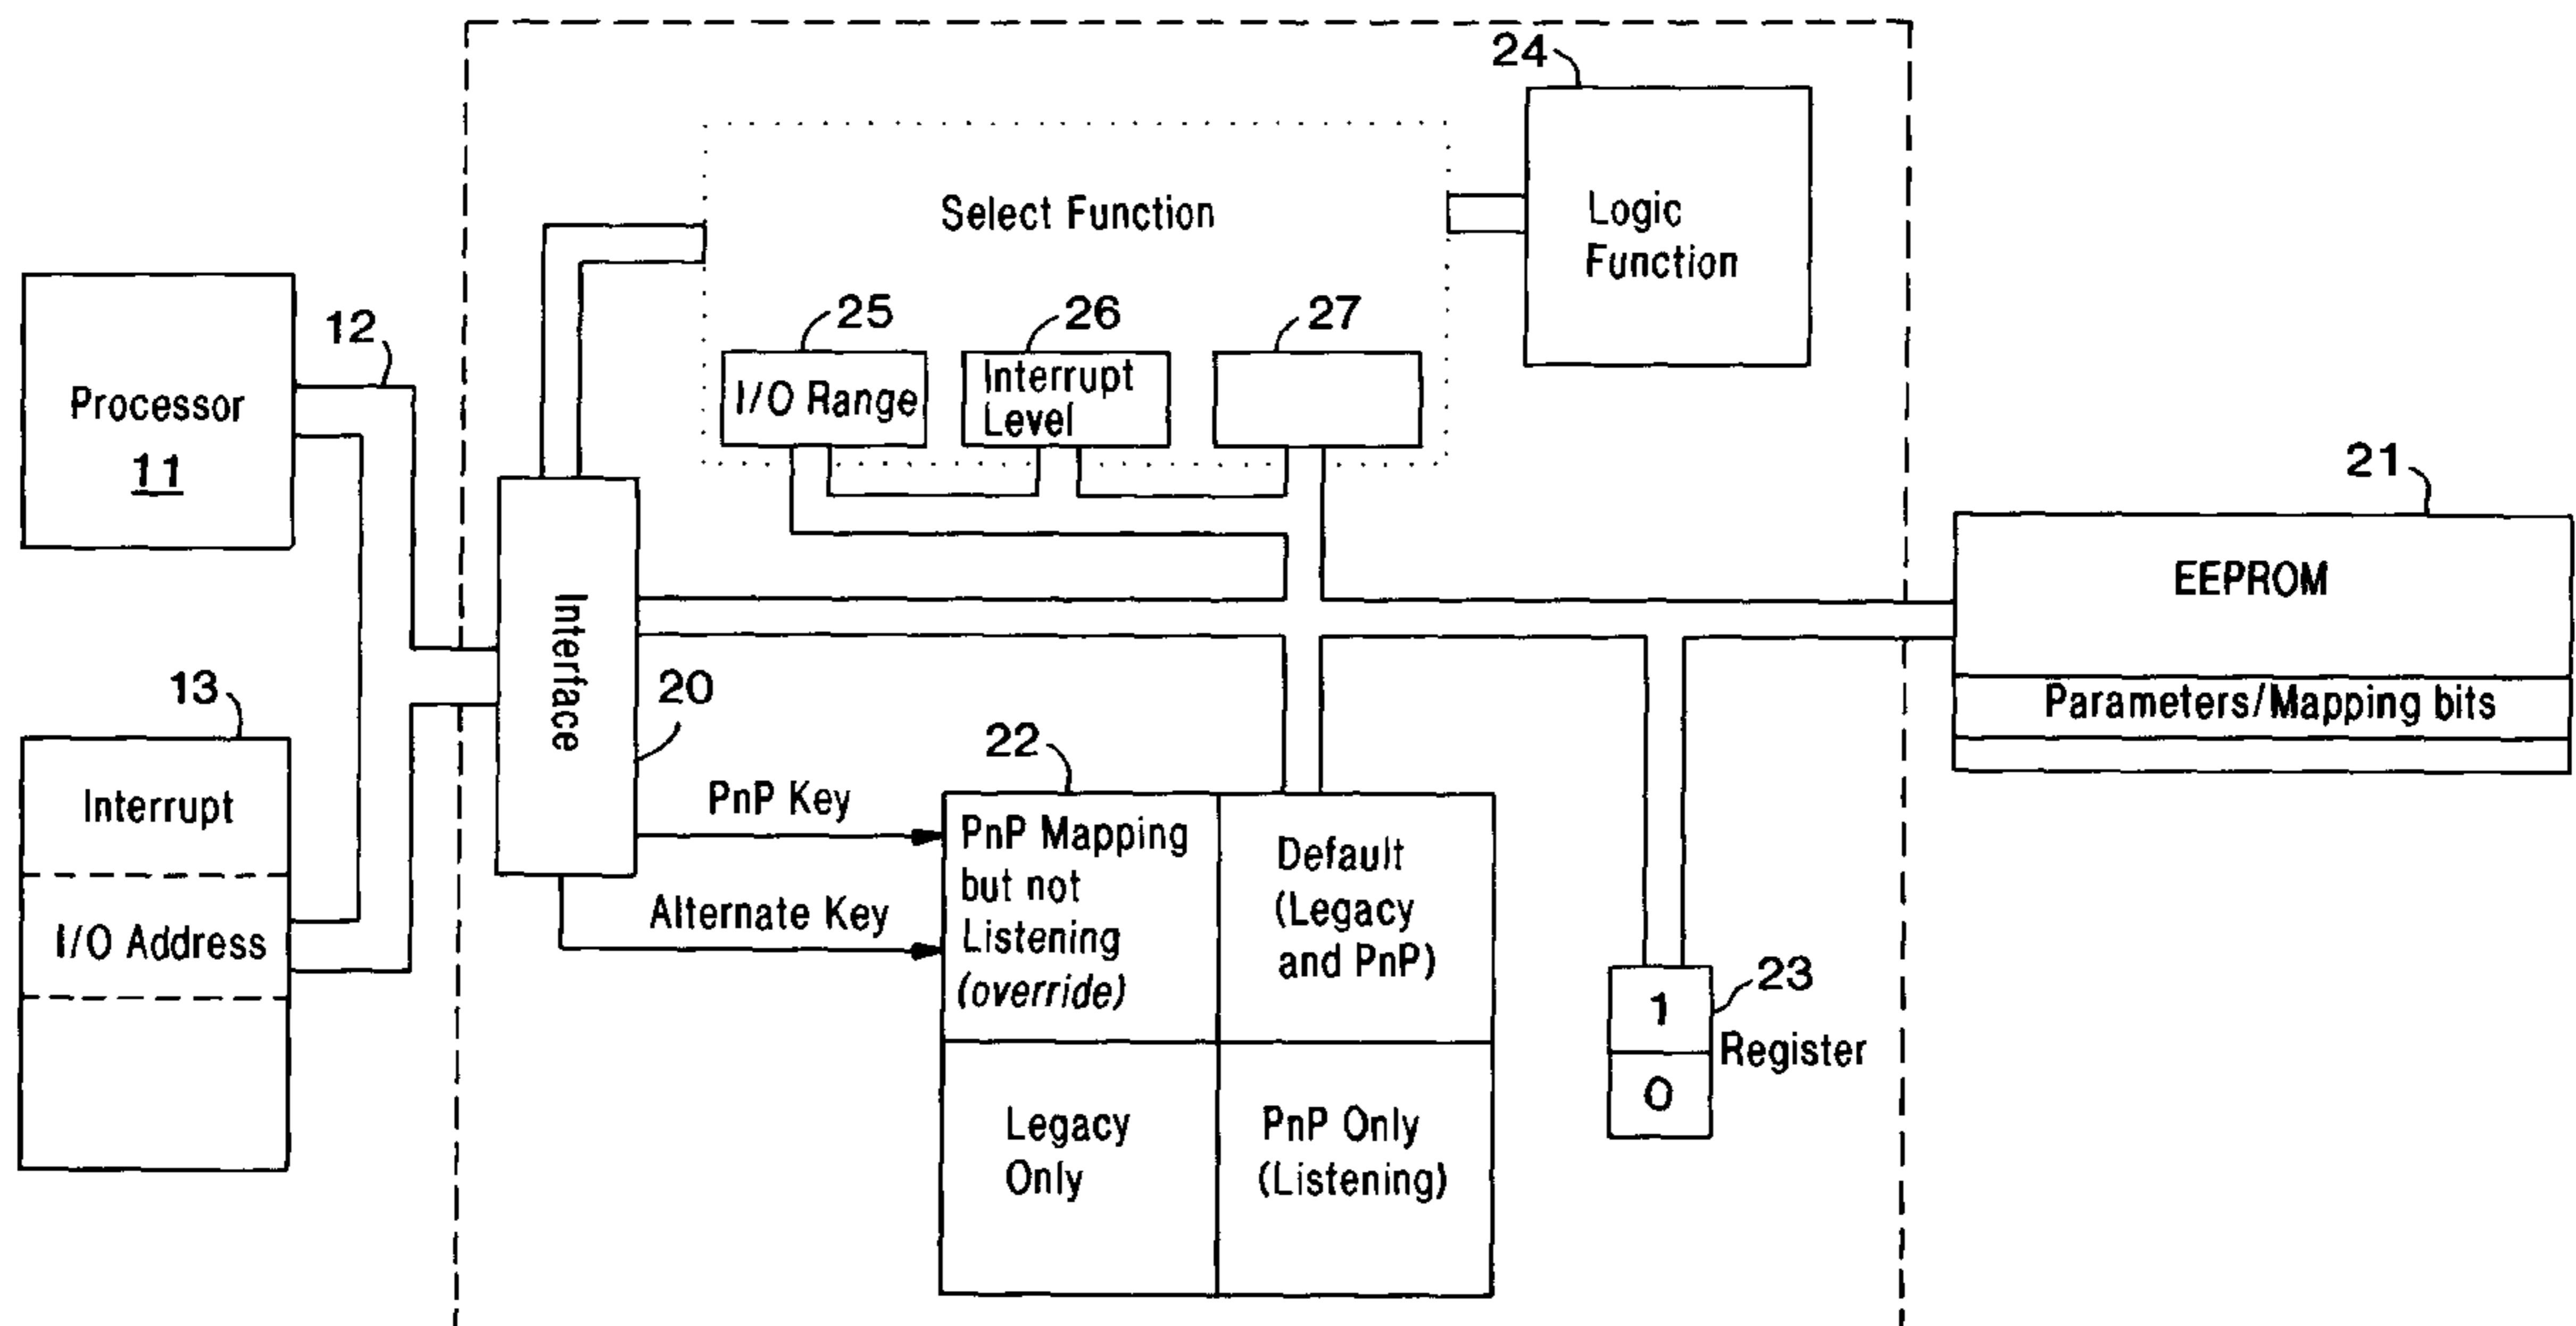 24
Select Function
Logic
Function
12
25
26
27
I/O Range
Interrupt
Level
Processor
11
21
EEPROM
Parameters/Mapping bits
Interface
20
13
Interrupt
I/O Address
PnP Key
Alternate Key
22
PnP Mapping
but not
Listening
(override)
Default
(Legacy
and PnP)
Legacy
Only
PnP Only
(Listening)
1
0
23
Register